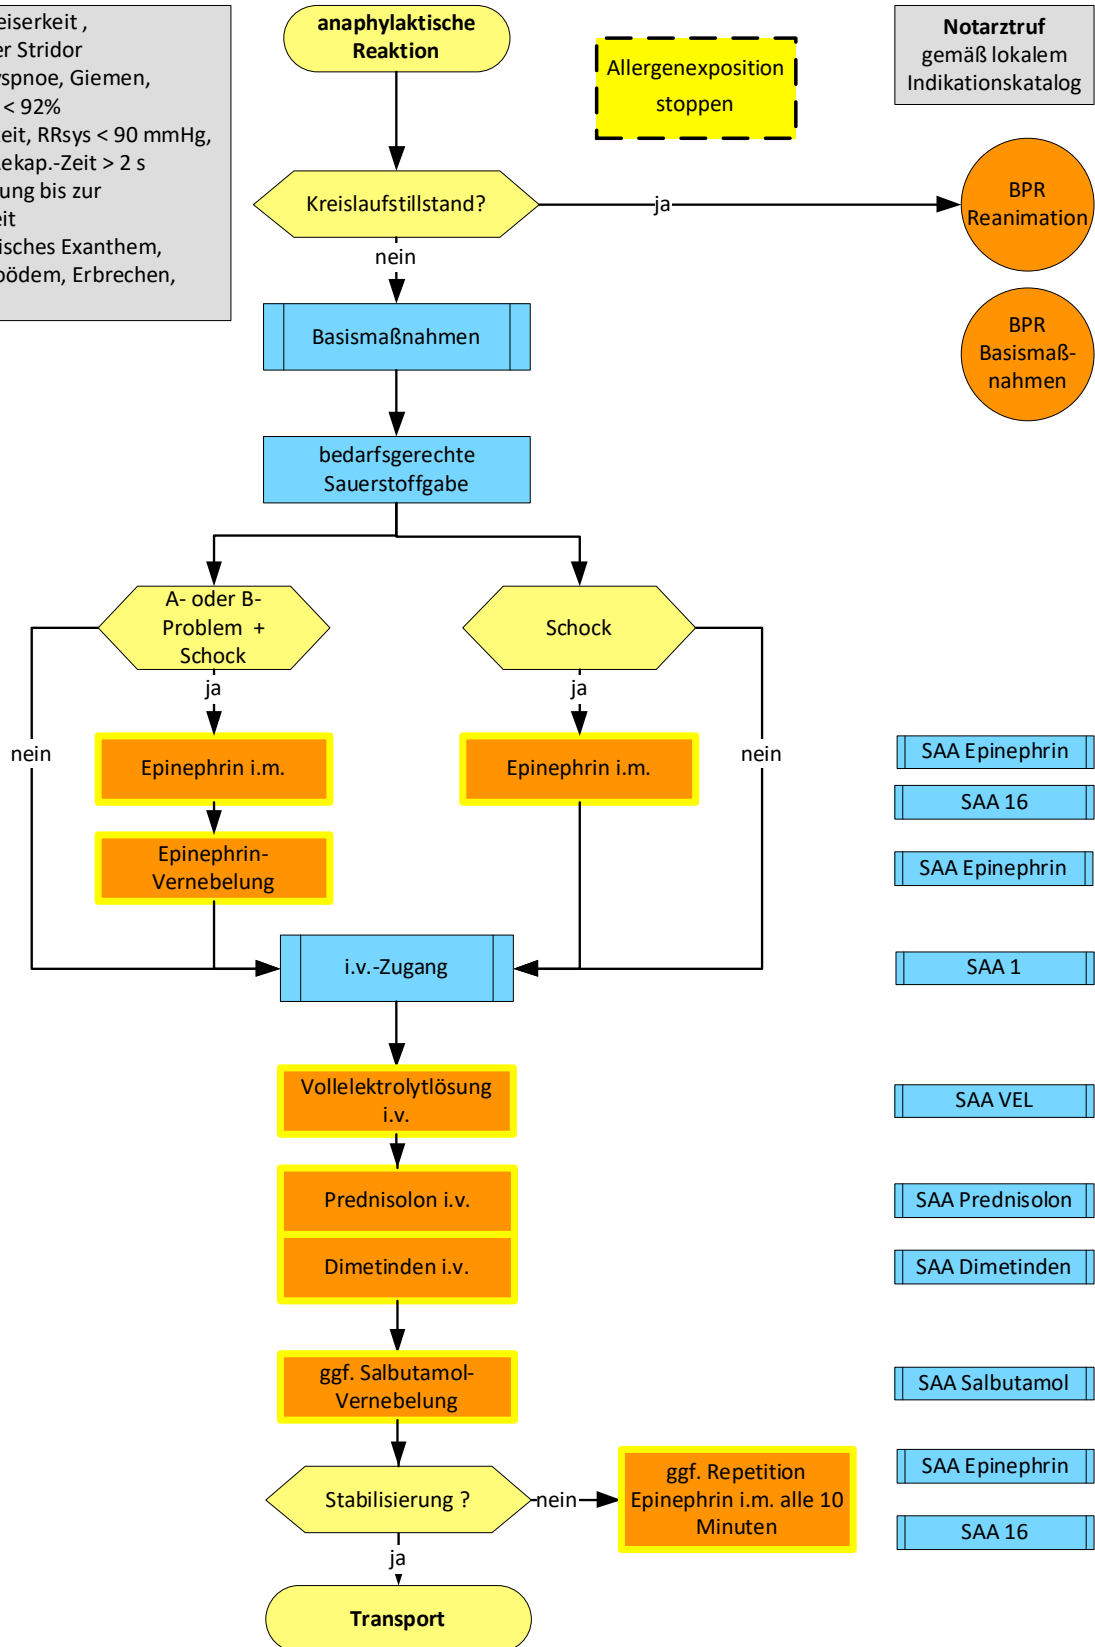 eiserkeit ,
er Stridor
yspnoe, Giemen,
< 92%
eit, RRsys < 90 mmHg,
ekap.-Zeit > 2 s
ung bis zur
eit
isches Exanthem,
oödem, Erbrechen,
anaphylaktische
Reaktion
Allergenexposition
stoppen
Notarztruf
gemäß lokalem
Indikationskatalog
Kreislaufstillstand?
ja
BPR
Reanimation
nein
Basismaßnahmen
BPR
Basismaß-
nahmen
bedarfsgerechte
Sauerstoffgabe
A- oder B-
Problem +
Schock
Schock
ja
ja
nein
Epinephrin i.m.
Epinephrin i.m.
nein
SAA Epinephrin
SAA 16
Epinephrin-
Vernebelung
SAA Epinephrin
i.v.-Zugang
SAA 1
Vollelektrolytlösung
i.v.
SAA VEL
Prednisolon i.v.
SAA Prednisolon
Dimetinden i.v.
SAA Dimetinden
ggf. Salbutamol-
Vernebelung
SAA Salbutamol
Stabilisierung ?
nein
ggf. Repetition
Epinephrin i.m. alle 10
Minuten
SAA Epinephrin
SAA 16
ja
Transport